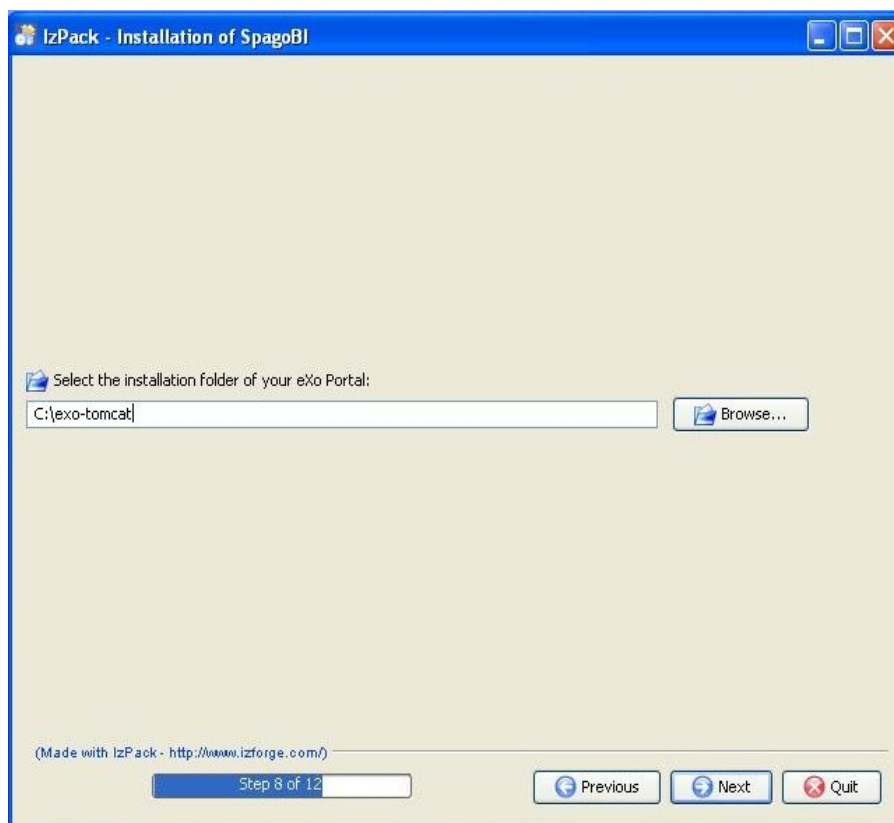 IzPack - Installation of SpagoBI
Select the installation folder of your eXo Portal:
C:\exo-tomcat
Browse...
(Made with IzPack - http://www.izforge.com/)
Step 8 of 12
Previous
Next
Quit